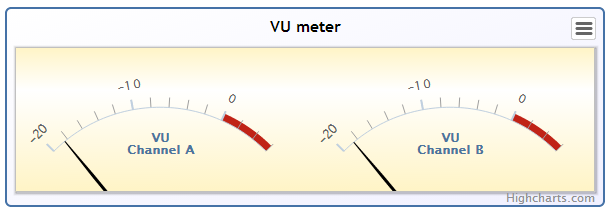 VU meter
-20
-10
0
VU
Channel A
-20
-10
0
VU
Channel B
Highcharts.com